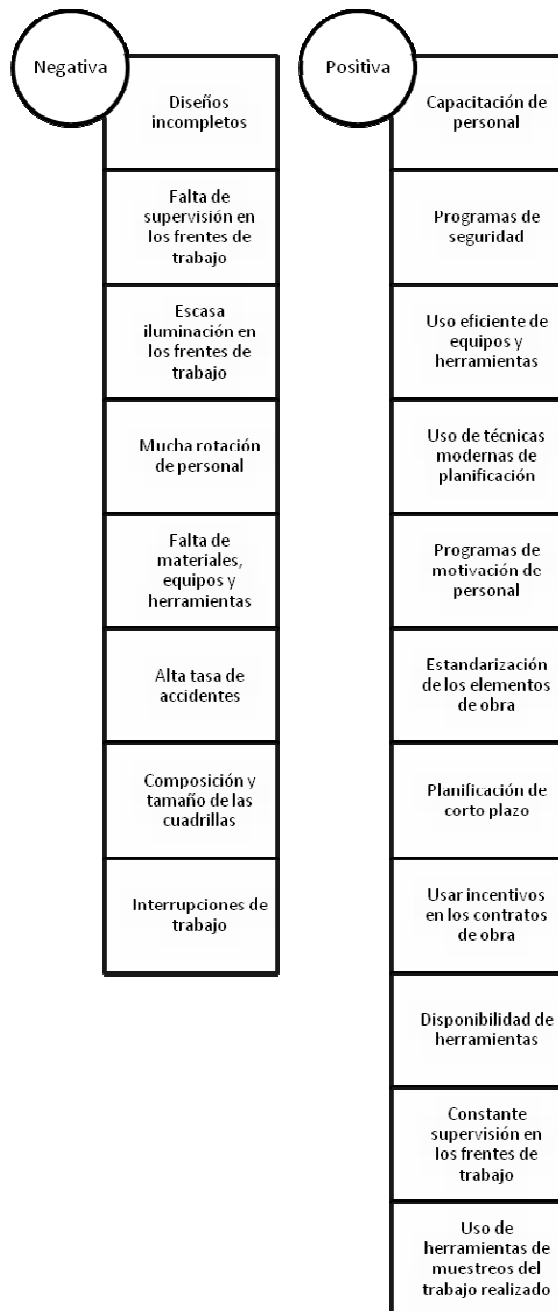 Negativa
Diseños
incompletos
Falta de
supervisión en
los frentes de
trabajo
Escasa
iluminación en
los frentes de
trabajo
Mucha rotación
de personal
Falta de
materiales,
equipos y
herramientas
Alta tasa de
accidentes
Composición y
tamaño de las
cuadrillas
Interrupciones de
trabajo
Positiva
Capacitación de
personal
Programas de
seguridad
Uso eficiente de
equipos y
herramientas
Uso de técnicas
modernas de
planificación
Programas de
motivación de
personal
Estandarización
de los elementos
de obra
Planificación de
corto plazo
Usar incentivos
en los contratos
de obra
Disponibilidad de
herramientas
Constante
supervisión en
los frentes de
trabajo
Uso de
herramientas de
muestreos del
trabajo realizado